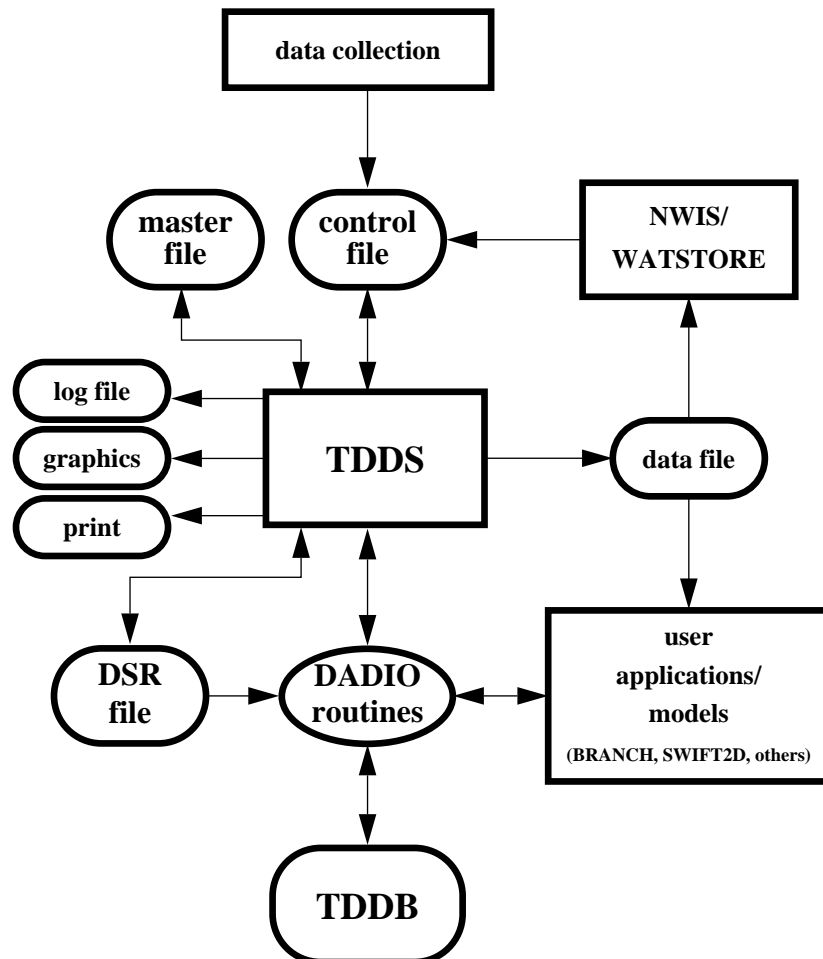 data collection
master
file
control
file
NWIS/
WATSTORE
log file
graphics
print
TDDS
data file
DSR
file
DADIO
routines
user
applications/
models
(BRANCH, SWIFT2D, others)
TDDB